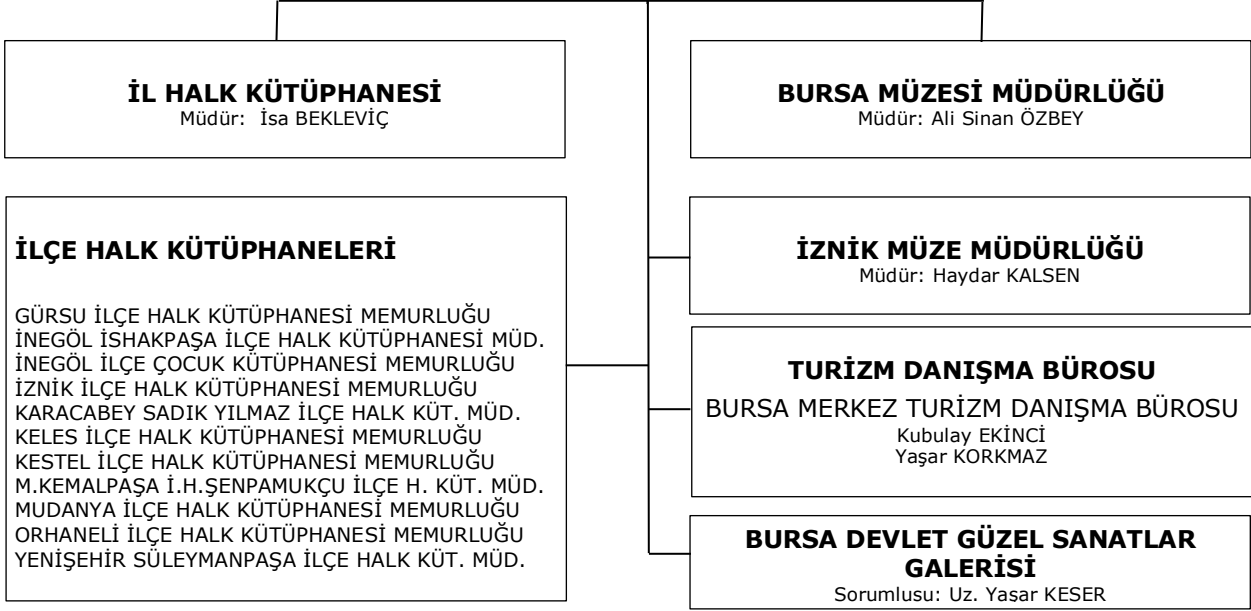 İL HALK KÜTÜPHANESİ
Müdür: İsa BEKLEVİÇ
BURSA MÜZESİ MÜDÜRLÜĞÜ
Müdür: Ali Sinan ÖZBEY
İLÇE HALK KÜTÜPHANELERİ
GÜRSU İLÇE HALK KÜTÜPHANESİ MEMURLUĞU
İNEGÖL İSHAKPAŞA İLÇE HALK KÜTÜPHANESİ MÜD.
İNEGÖL İLÇE ÇOCUK KÜTÜPHANESİ MEMURLUĞU
İZNİK İLÇE HALK KÜTÜPHANESİ MEMURLUĞU
KARACABEY SADIK YILMAZ İLÇE HALK KÜT. MÜD.
KELES İLÇE HALK KÜTÜPHANESİ MEMURLUĞU
KESTEL İLÇE HALK KÜTÜPHANESİ MEMURLUĞU
M.KEMALPAŞA İ.H.ŞENPAMUKÇU İLÇE H. KÜT. MÜD.
MUDANYA İLÇE HALK KÜTÜPHANESİ MEMURLUĞU
ORHANELİ İLÇE HALK KÜTÜPHANESİ MEMURLUĞU
YENİŞEHİR SÜLEYMANPAŞA İLÇE HALK KÜT. MÜD.
İZNİK MÜZE MÜDÜRLÜĞÜ
Müdür: Haydar KALSEN
TURİZM DANIŞMA BÜROSU
BURSA MERKEZ TURİZM DANIŞMA BÜROSU
Kubulay EKİNCİ
Yaşar KORKMAZ
BURSA DEVLET GÜZEL SANATLAR
GALERİSİ
Sorumlusu: Uz. Yaşar KESER